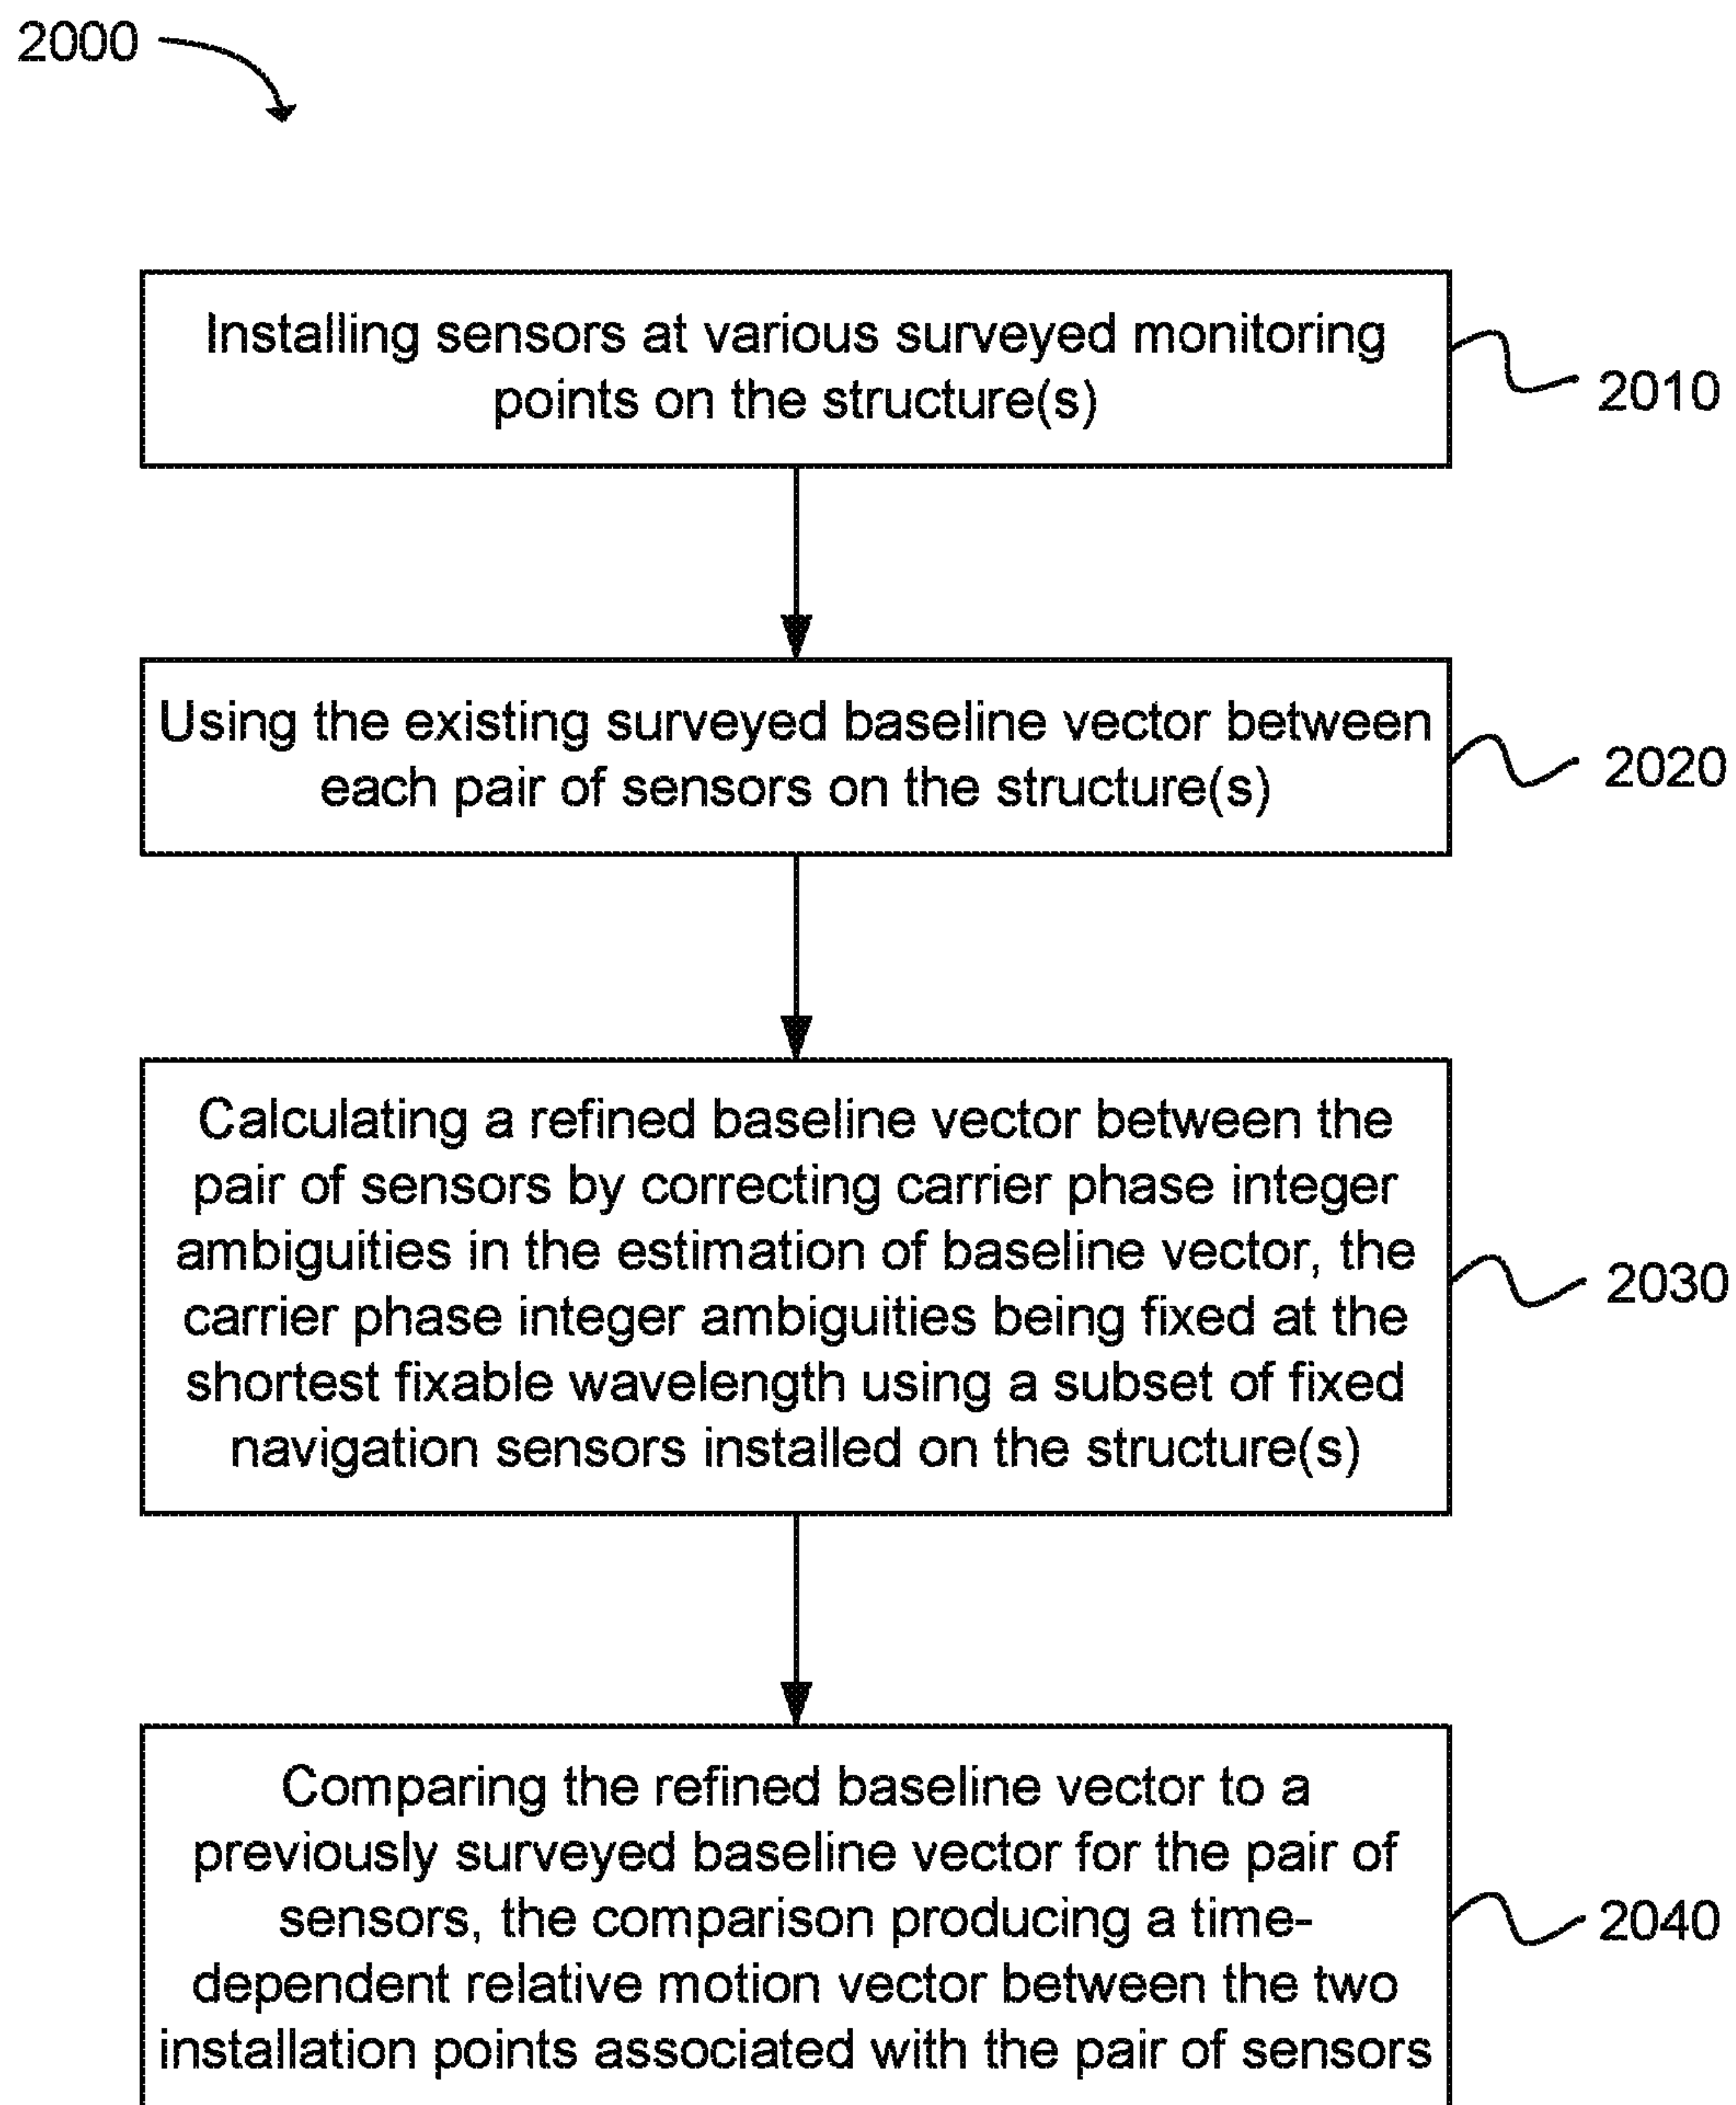 2000
Installing sensors at various surveyed monitoring
points on the structure(s)
2010
Using the existing surveyed baseline vector between
each pair of sensors on the structure(s)
2020
Calculating a refined baseline vector between the
pair of sensors by correcting carrier phase integer
ambiguities in the estimation of baseline vector, the
carrier phase integer ambiguities being fixed at the
shortest fixable wavelength using a subset of fixed
navigation sensors installed on the structure(s)
2030
Comparing the refined baseline vector to a
previously surveyed baseline vector for the pair of
sensors, the comparison producing a time-
dependent relative motion vector between the two
installation points associated with the pair of sensors
2040